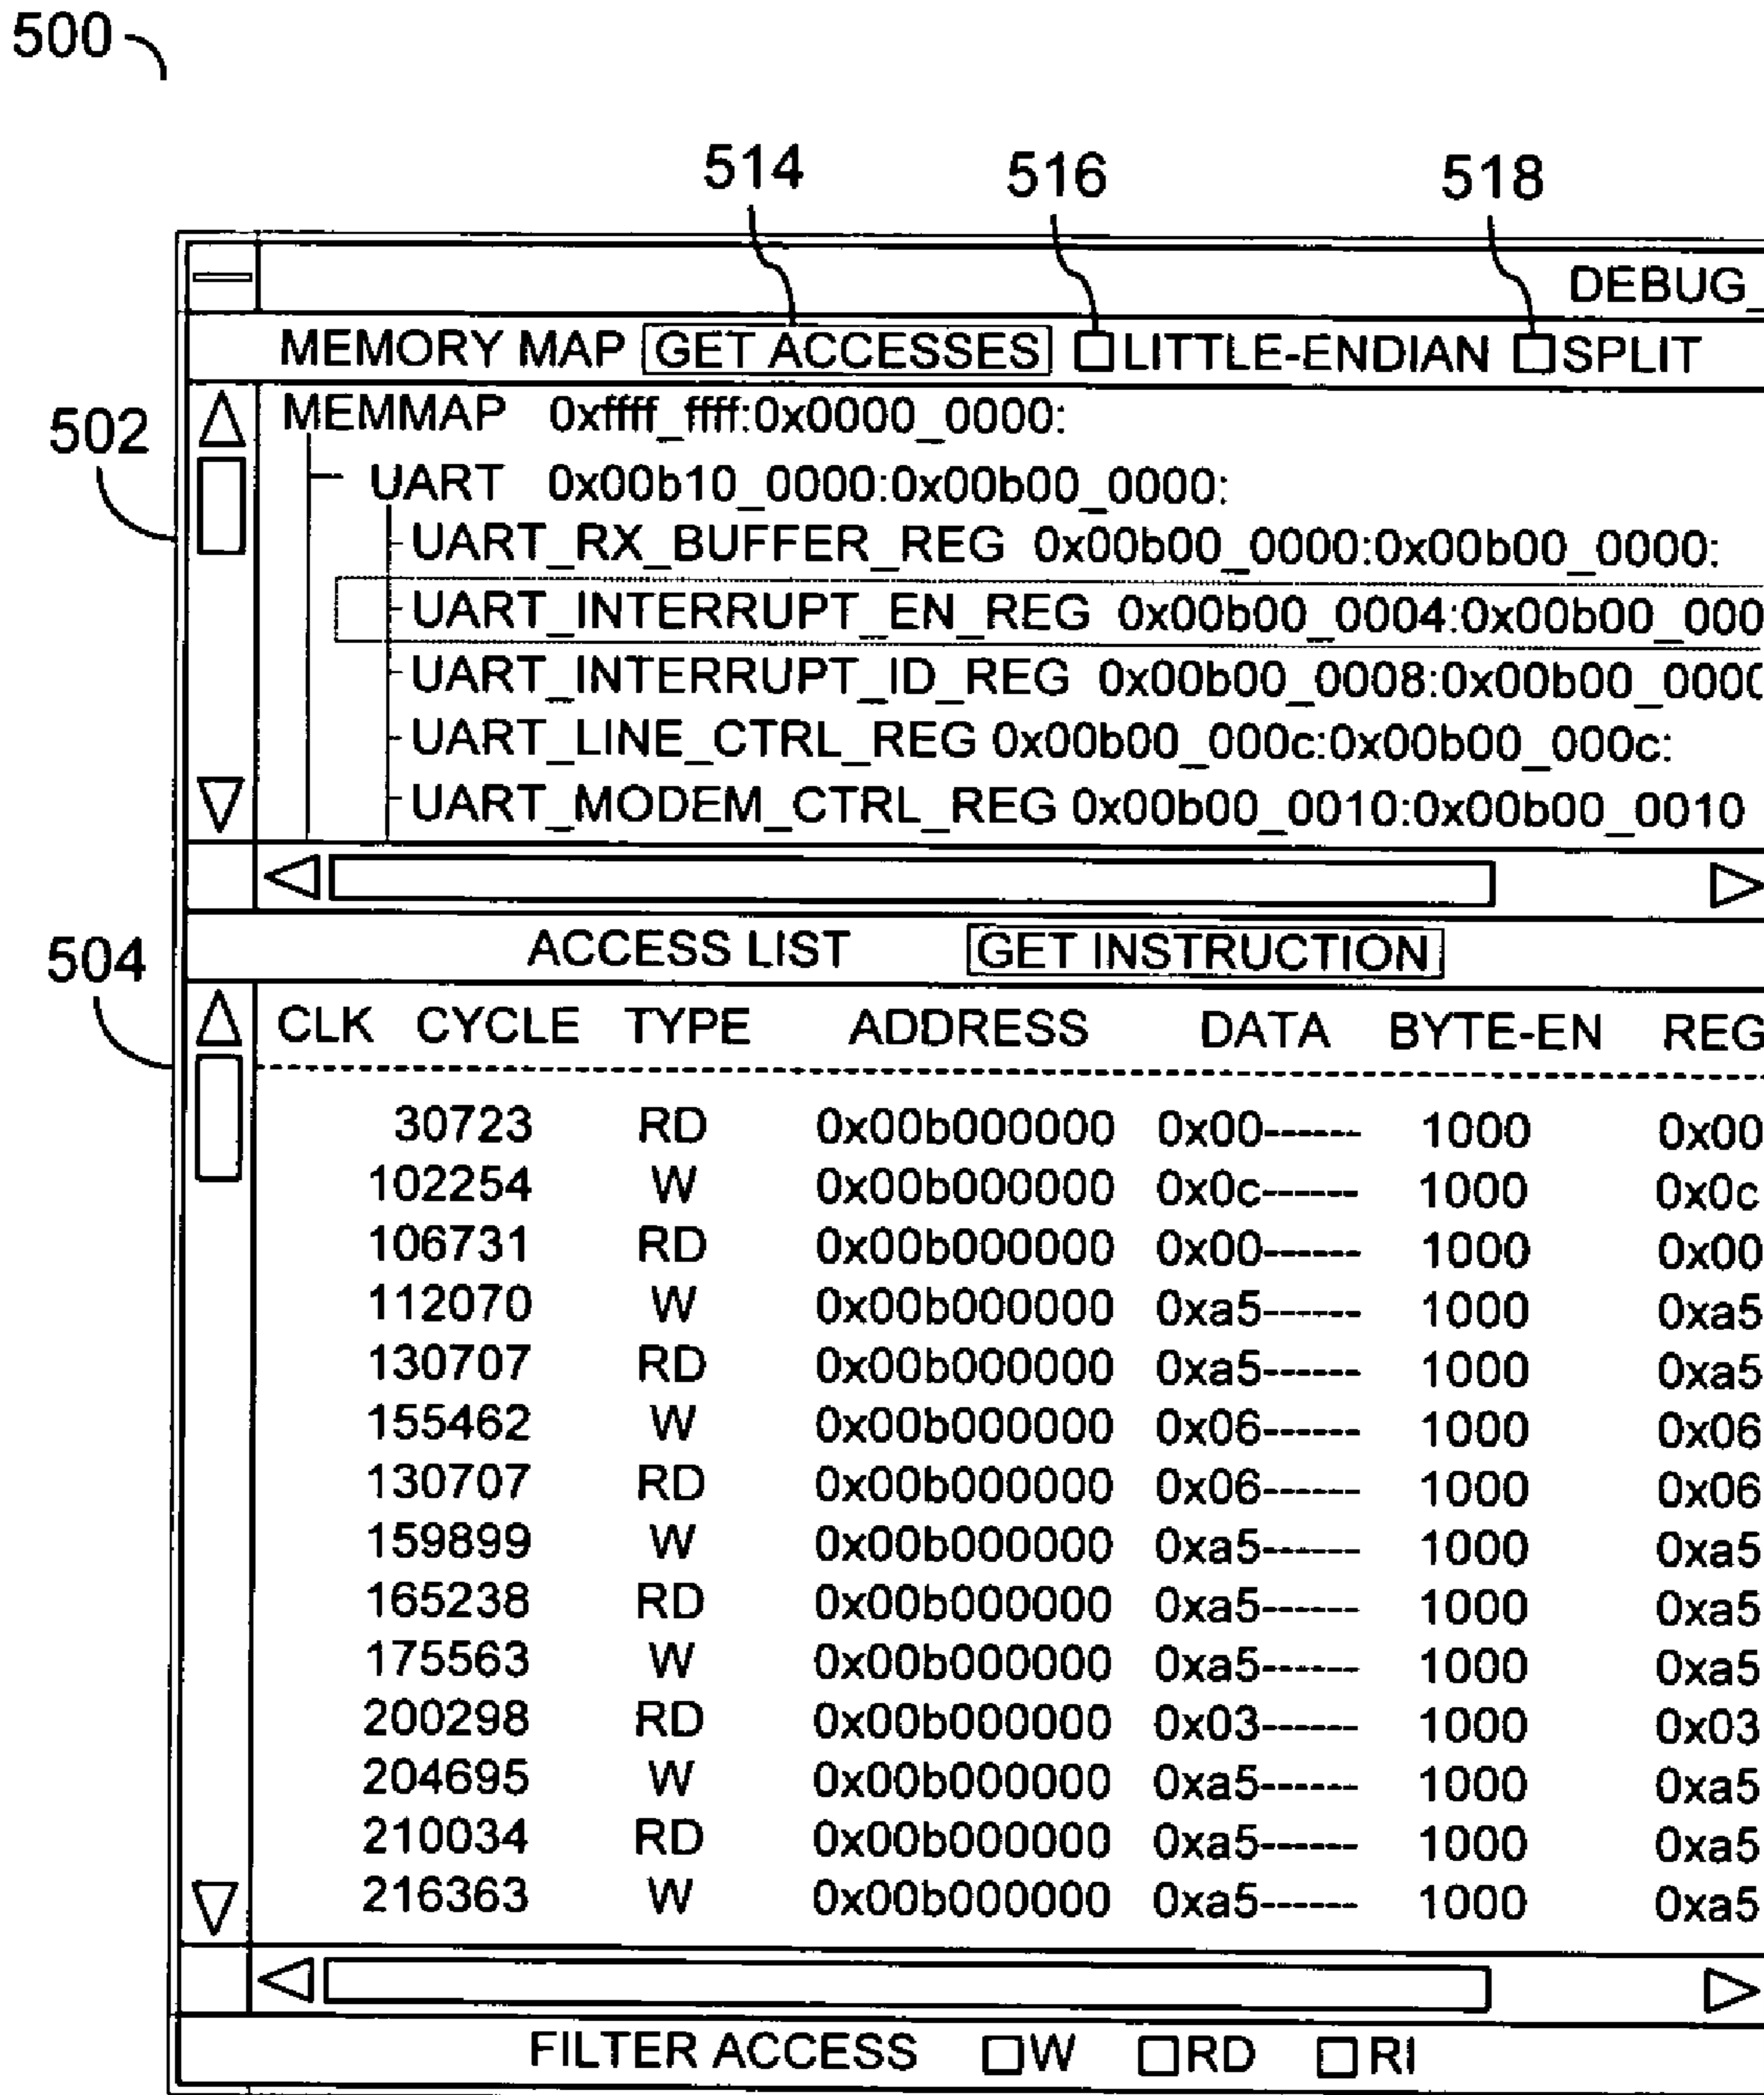 500
514 516 518
DEBUG_
MEMORY MAP GET ACCESSES LITTLE-ENDIAN SPLIT
502
MEMMAP 0xffff_ffff:0x0000_0000:
UART 0x00b10_0000:0x00b00_0000:
UART_RX_BUFFER_REG 0x00b00_0000:0x00b00_0000:
UART_INTERRUPT_EN_REG 0x00b00_0004:0x00b00_000
UART_INTERRUPT_ID_REG 0x00b00_0008:0x00b00_000
UART_LINE_CTRL_REG 0x00b00_000c:0x00b00_000c:
UART_MODEM_CTRL_REG 0x00b00_0010:0x00b00_0010
504
ACCESS LIST GET INSTRUCTION
CLK CYCLE TYPE ADDRESS DATA BYTE-EN REG
30723 RD 0x00b000000 0x00------ 1000 0x00
102254 W 0x00b000000 0x0c------ 1000 0x0c
106731 RD 0x00b000000 0x00------ 1000 0x00
112070 W 0x00b000000 0xa5------ 1000 0xa5
130707 RD 0x00b000000 0xa5------ 1000 0xa5
155462 W 0x00b000000 0x06------ 1000 0x06
130707 RD 0x00b000000 0x06------ 1000 0x06
159899 W 0x00b000000 0xa5------ 1000 0xa5
165238 RD 0x00b000000 0xa5------ 1000 0xa5
175563 W 0x00b000000 0xa5------ 1000 0xa5
200298 RD 0x00b000000 0x03------ 1000 0x03
204695 W 0x00b000000 0xa5------ 1000 0xa5
210034 RD 0x00b000000 0xa5------ 1000 0xa5
216363 W 0x00b000000 0xa5------ 1000 0xa5
FILTER ACCESS W RD RI